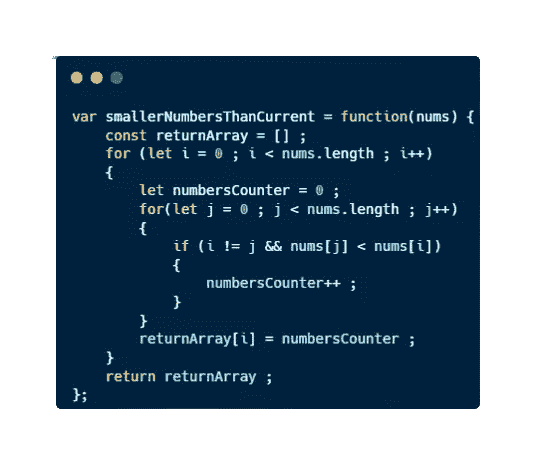 var smallerNumbersThanCurrent = function(nums) {
    const returnArray = [] ;
    for (let i = 0 ; i < nums.length ; i++)
    {
        let numbersCounter = 0 ;
        for(let j = 0 ; j < nums.length ; j++)
        {
            if (i != j && nums[j] < nums[i])
            {
                numbersCounter++ ;
            }
        }
        returnArray[i] = numbersCounter ;
    }
    return returnArray ;
};